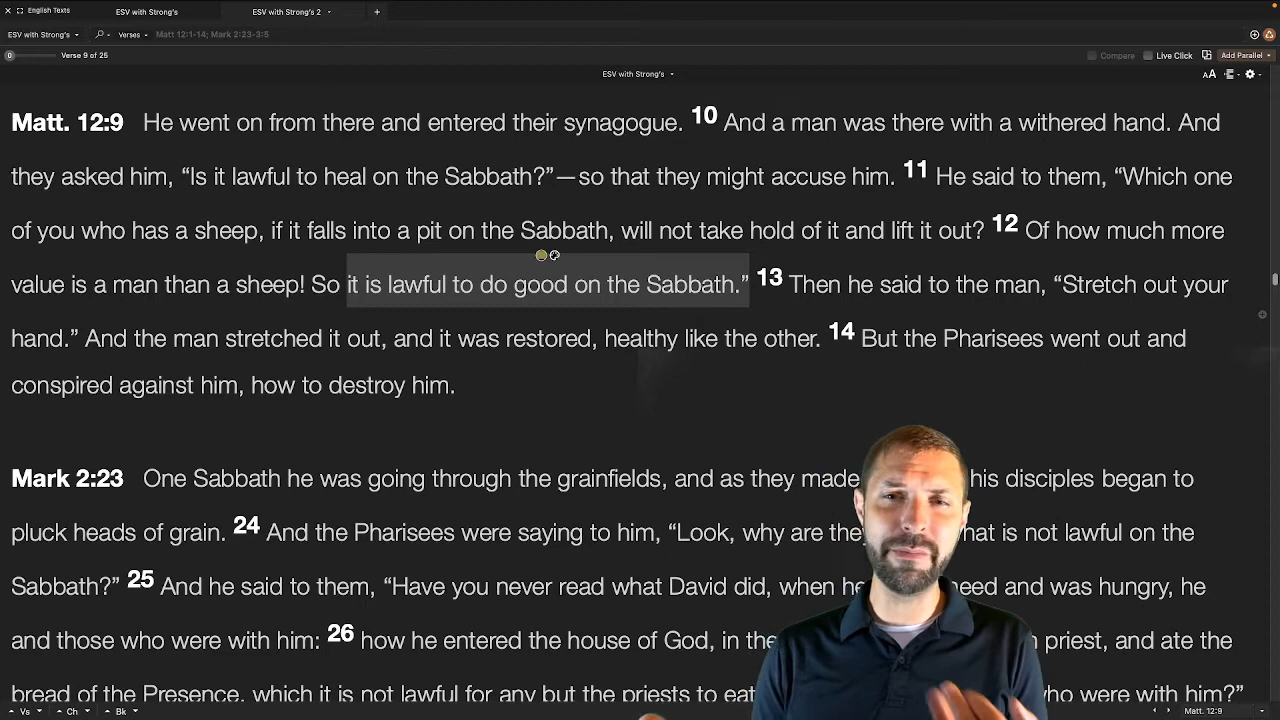 English Texts ESV with Strong's ESV with Strong's 2
ESV with Strong's Verses Matt 12:1-14; Mark 2:23-3:5
0 Verse 9 of 25 Compare Live Click Add Parallel
ESV with Strong's AA
Matt. 12:9 He went on from there and entered their synagogue. 10 And a man was there with a withered hand. And
they asked him, “Is it lawful to heal on the Sabbath?”—so that they might accuse him. 11 He said to them, “Which one
of you who has a sheep, if it falls into a pit on the Sabbath, will not take hold of it and lift it out? 12 Of how much more
value is a man than a sheep! So it is lawful to do good on the Sabbath.” 13 Then he said to the man, “Stretch out your
hand.” And the man stretched it out, and it was restored, healthy like the other. 14 But the Pharisees went out and
conspired against him, how to destroy him.
Mark 2:23 One Sabbath he was going through the grainfields, and as they made his disciples began to
pluck heads of grain. 24 And the Pharisees were saying to him, “Look, why are they what is not lawful on the
Sabbath?” 25 And he said to them, “Have you never read what David did, when he need and was hungry, he
and those who were with him: 26 how he entered the house of God, in the priest, and ate the
bread of the Presence, which it is not lawful for any but the priests to eat who were with him?”
Vs Ch Bk Matt. 12:9